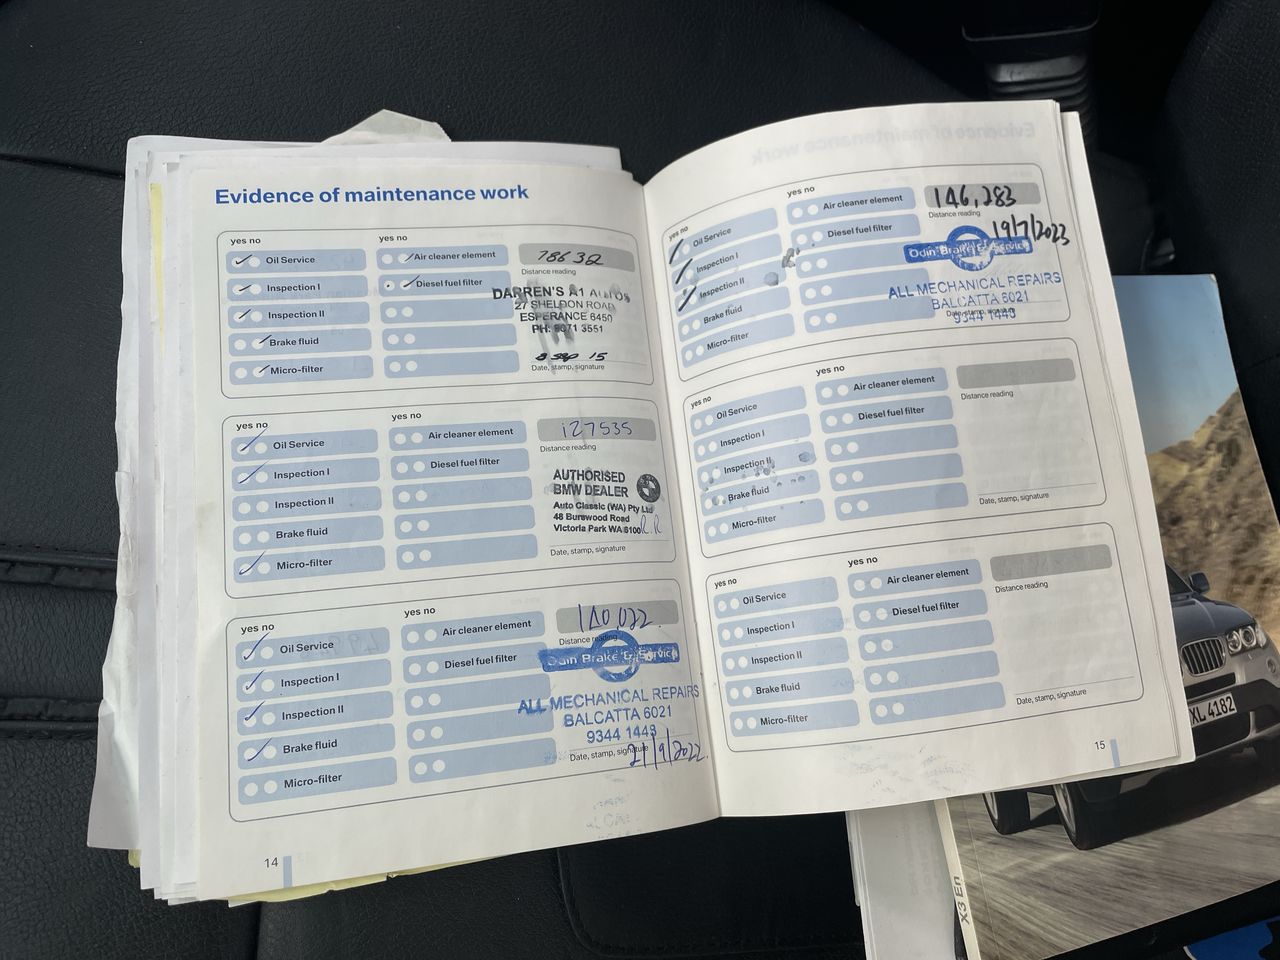 Evidence of maintenance work
yes no
yes no
Oil Service
Air cleaner element
78632
Distance reading
Inspection I
Diesel fuel filter
DARREN'S A1 AUTOS
27 SHELDON ROAD
ESPERANCE 6450
PH: 9071 3551
Inspection II
Brake fluid
Micro-filter
8 Sep 15
Date, stamp, signature
yes no
yes no
Oil Service
Air cleaner element
127535
Distance reading
Inspection I
Diesel fuel filter
AUTHORISED
BMW DEALER
Auto Classic (WA) Pty Ltd
48 Burswood Road
Victoria Park WA 6100
R.R
Inspection II
Brake fluid
Micro-filter
Date, stamp, signature
yes no
yes no
Oil Service
Air cleaner element
140,022
Distance reading
Inspection I
Diesel fuel filter
Odin Brake & Service
ALL MECHANICAL REPAIRS
BALCATTA 6021
9344 1443
Inspection II
Brake fluid
Micro-filter
Date, stamp, signature
14
yes no
yes no
Oil Service
Air cleaner element
146,283
Distance reading
19/7/2023
Inspection I
Diesel fuel filter
Odin Brake & Service
ALL MECHANICAL REPAIRS
BALCATTA 6021
9344 1443
Inspection II
Brake fluid
Micro-filter
Date, stamp, signature
yes no
yes no
Oil Service
Air cleaner element
Distance reading
Inspection I
Diesel fuel filter
Inspection II
Brake fluid
Micro-filter
Date, stamp, signature
yes no
yes no
Oil Service
Air cleaner element
Distance reading
Inspection I
Diesel fuel filter
Inspection II
Brake fluid
Micro-filter
Date, stamp, signature
15
XL 4182
X3 En